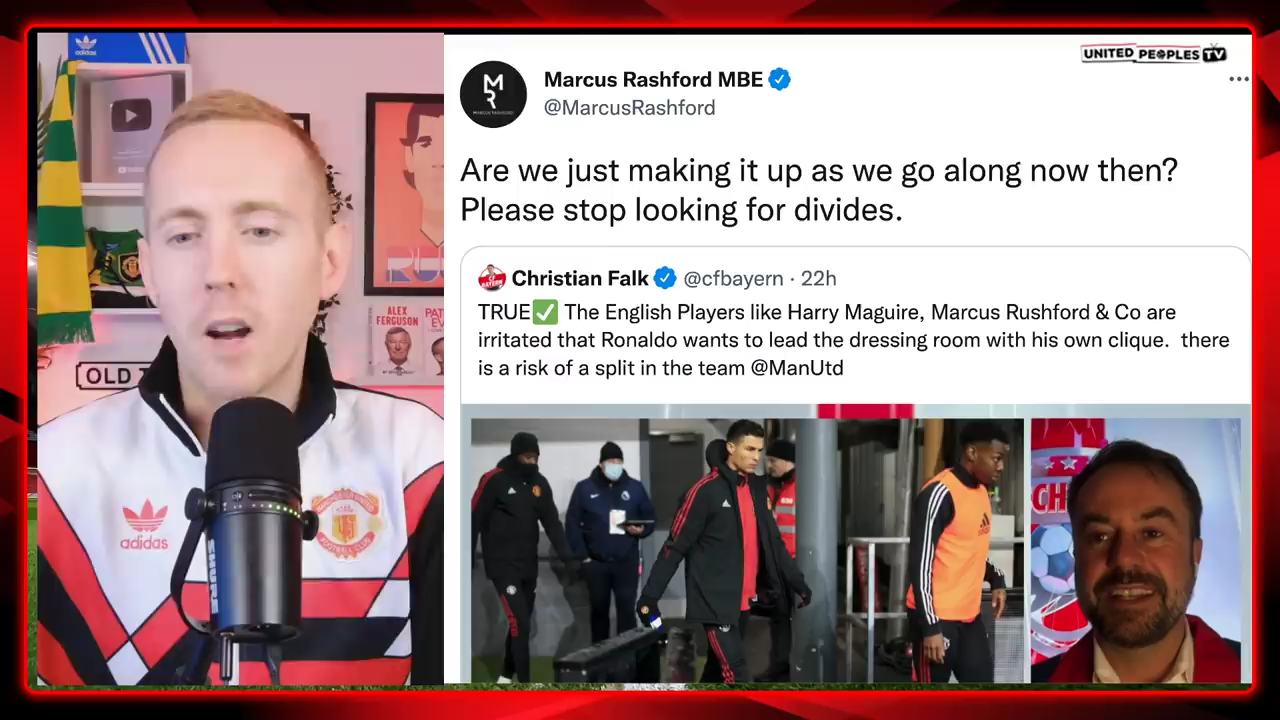 adidas
UNITED PEOPLES TV
Marcus Rashford MBE
@MarcusRashford
Are we just making it up as we go along now then?
Please stop looking for divides.
Christian Falk @cfbayern · 22h
TRUE✅ The English Players like Harry Maguire, Marcus Rushford & Co are
irritated that Ronaldo wants to lead the dressing room with his own clique. there
is a risk of a split in the team @ManUtd
ALEX
FERGUSON
OLD T
adidas
SHURE